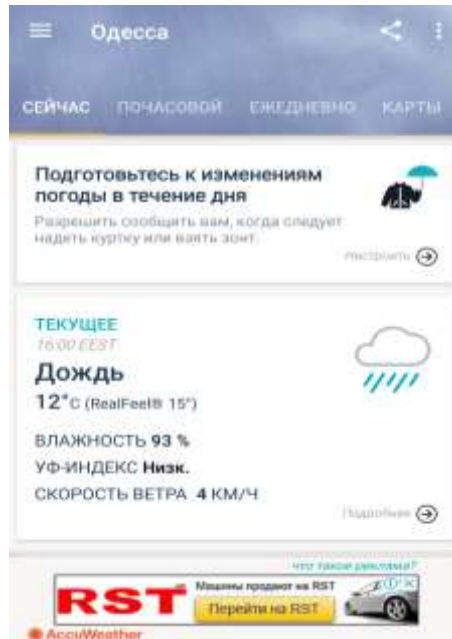 Одесса
СЕЙЧАС ПОЧАСОВОЙ ЕЖЕДНЕВНО КАРТЫ
Подготовьтесь к изменениям
погоды в течение дня
Разрешить сообщить вам, когда следует
надеть куртку или взять зонт.
Настроить
ТЕКУЩЕЕ
16:00 EEST
Дождь
12°C (RealFeel® 15°)
ВЛАЖНОСТЬ 93 %
УФ-ИНДЕКС Низк.
СКОРОСТЬ ВЕТРА 4 КМ/Ч
Подробнее
что такое реклама?
RST
Машины продают на RST
Перейти на RST
AccuWeather